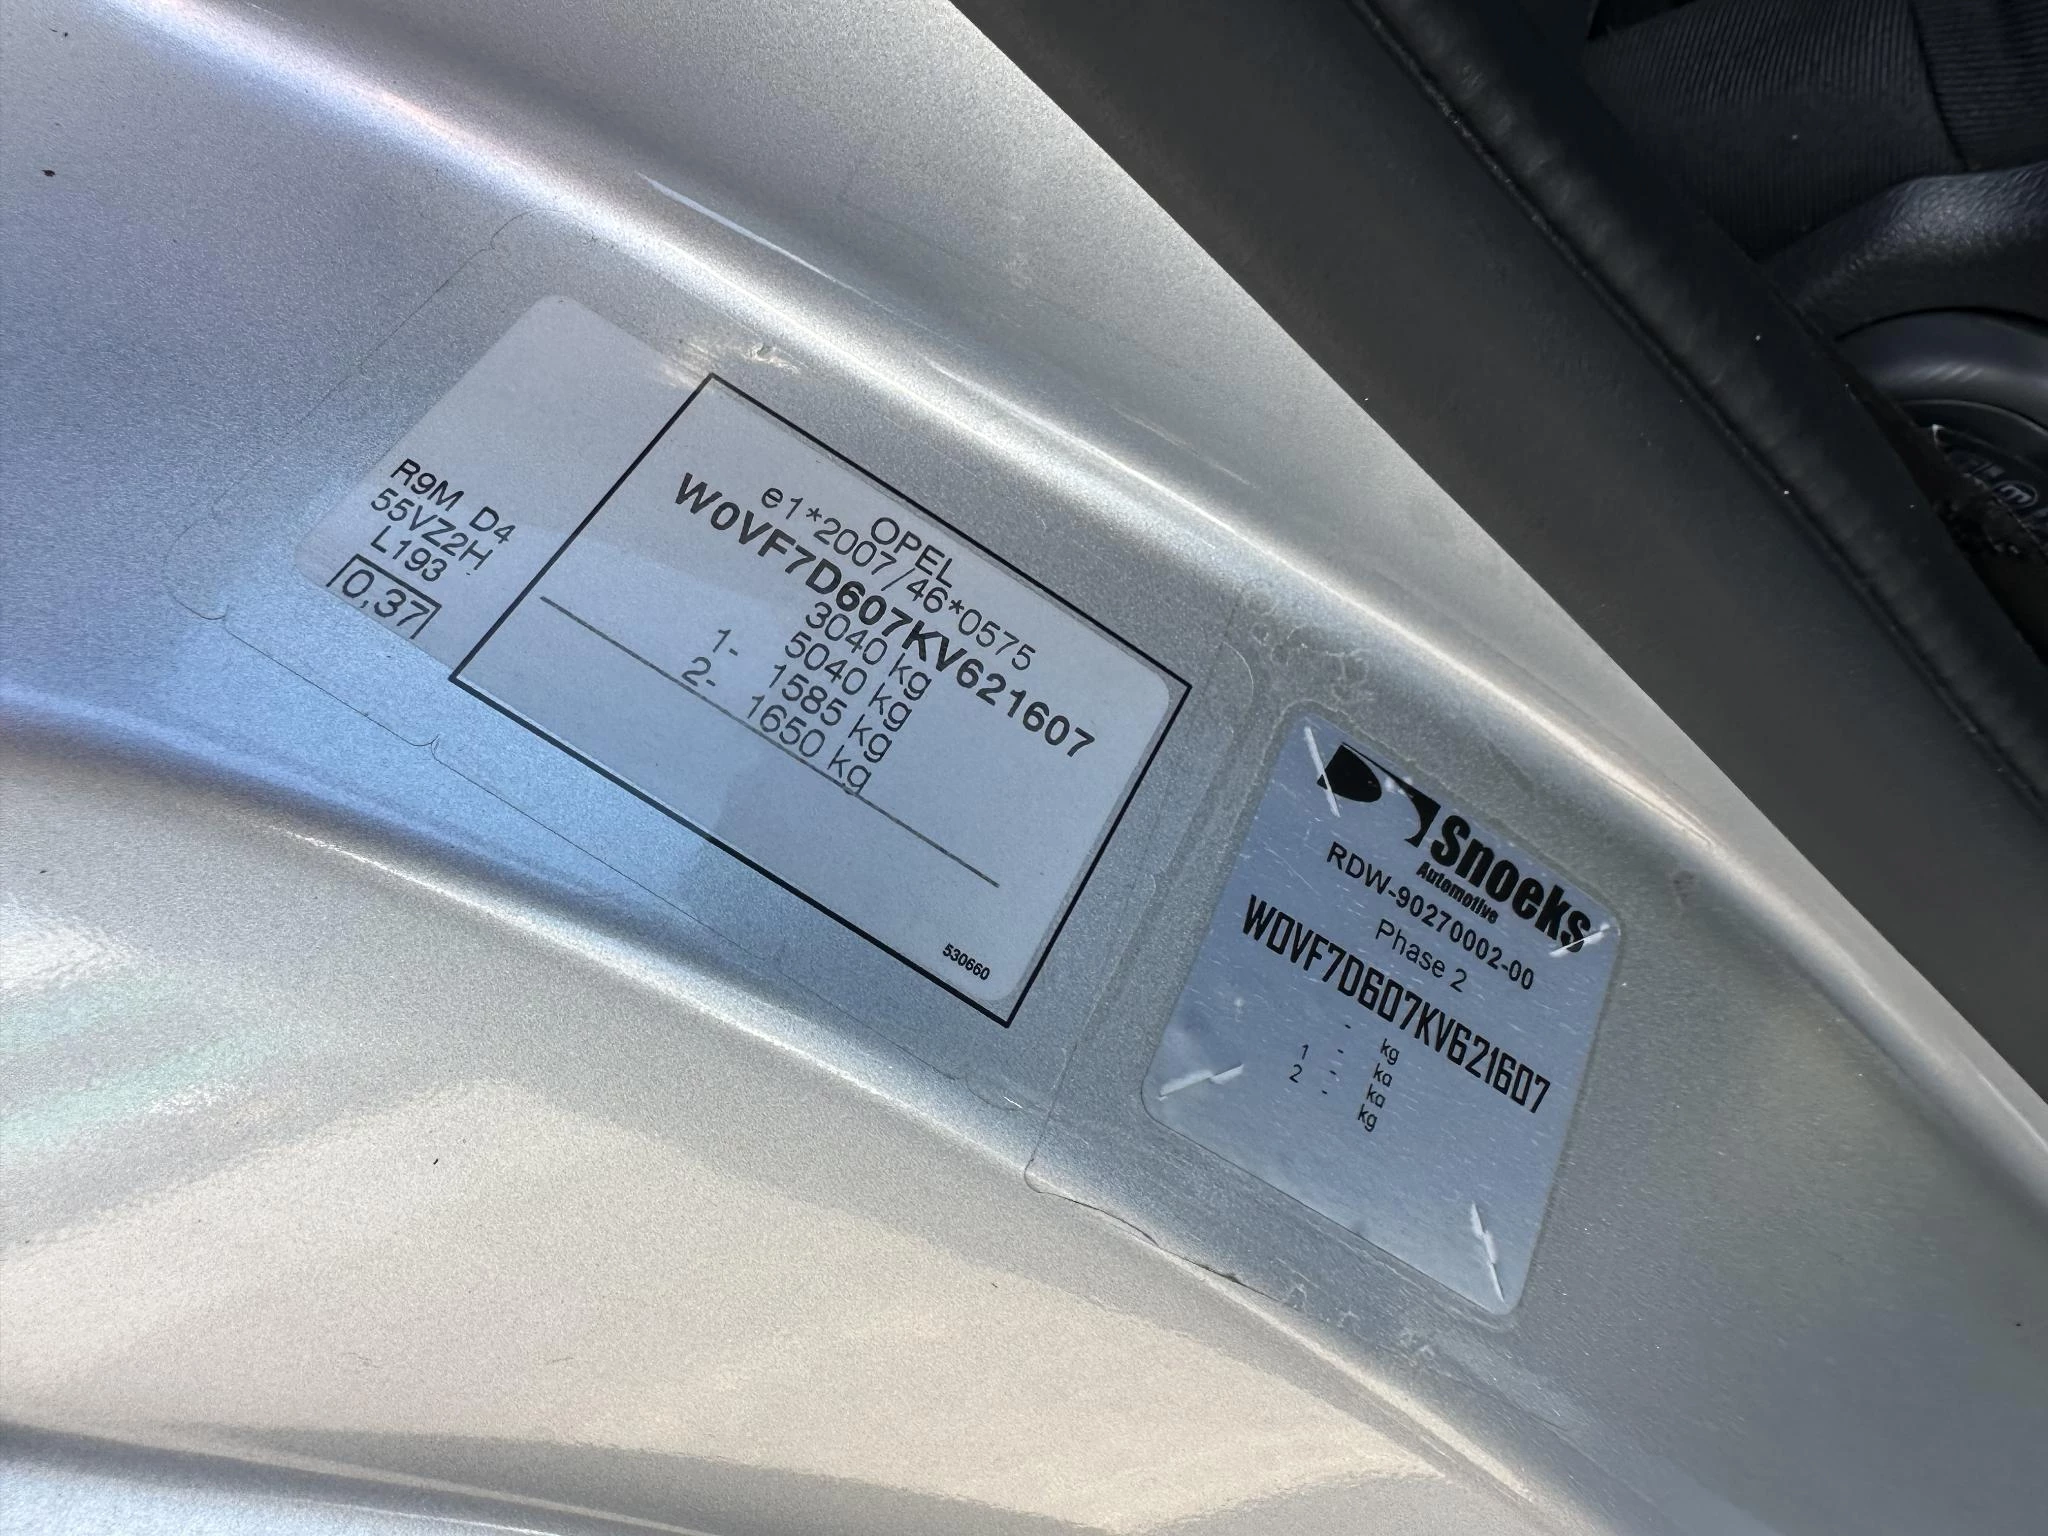 R9M D4
55VZ2H
L193
0,37
OPEL
e1*2007/46*0575
W0VF7D607KV621607
3040 kg
5040 kg
1- 1585 kg
2- 1650 kg
530660
Snoeks
Automotive
RDW-90270002-00
Phase 2
W0VF7D607KV621607
- kg
1 - kg
2 - kg
- kg